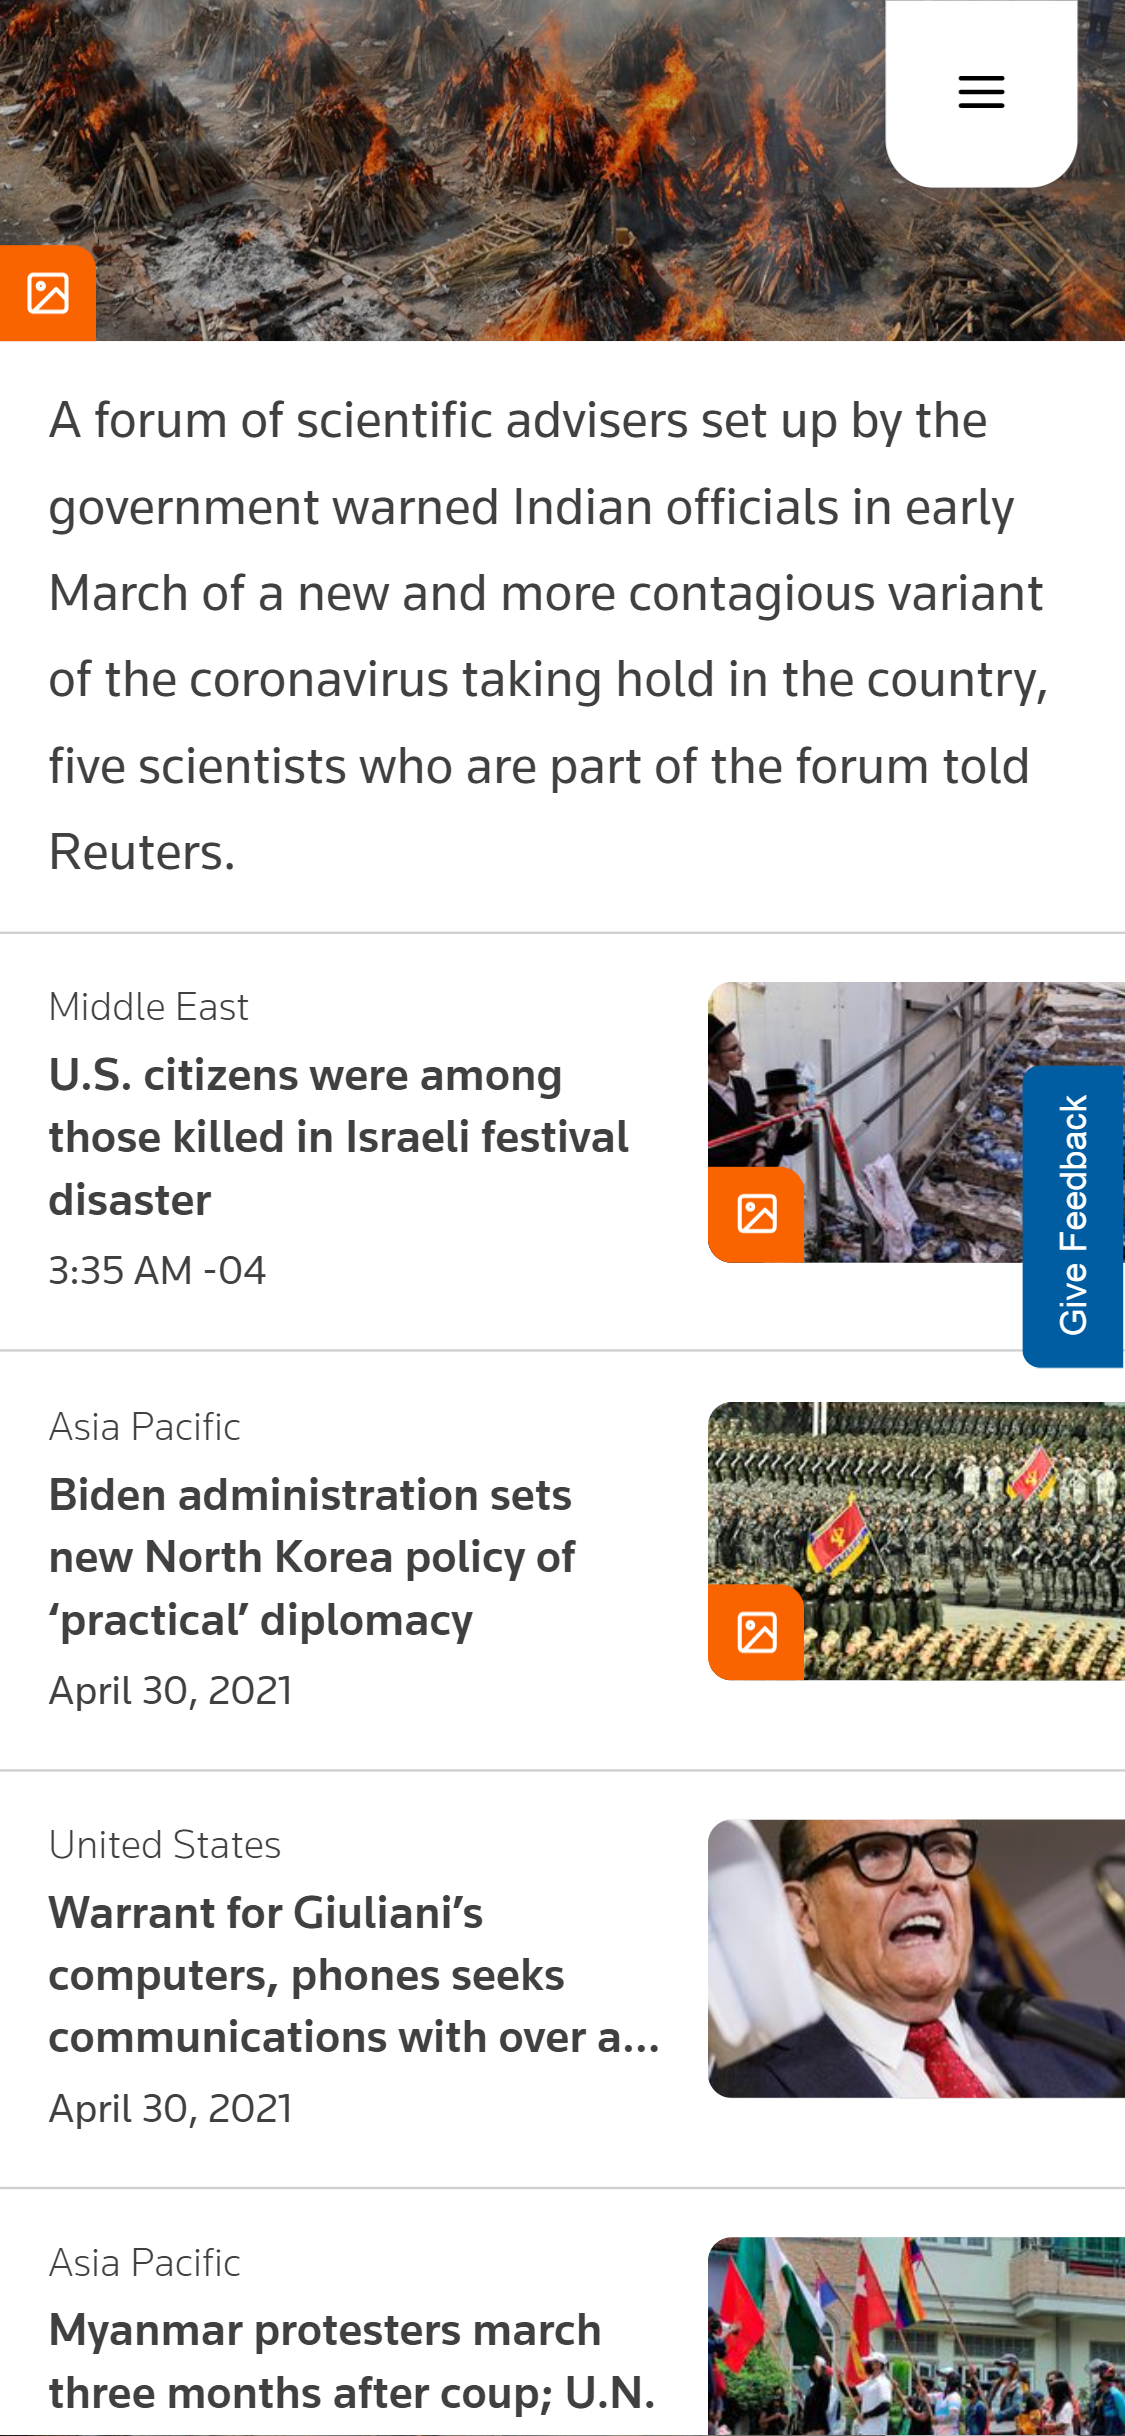 A forum of scientific advisers set up by the
government warned Indian officials in early
March of a new and more contagious variant
of the coronavirus taking hold in the country,
five scientists who are part of the forum told
Reuters.
Middle East
U.S. citizens were among
those killed in Israeli festival
disaster
3:35 AM -04
Give Feedback
Asia Pacific
Biden administration sets
new North Korea policy of
‘practical’ diplomacy
April 30, 2021
United States
Warrant for Giuliani’s
computers, phones seeks
communications with over a...
April 30, 2021
Asia Pacific
Myanmar protesters march
three months after coup; U.N.